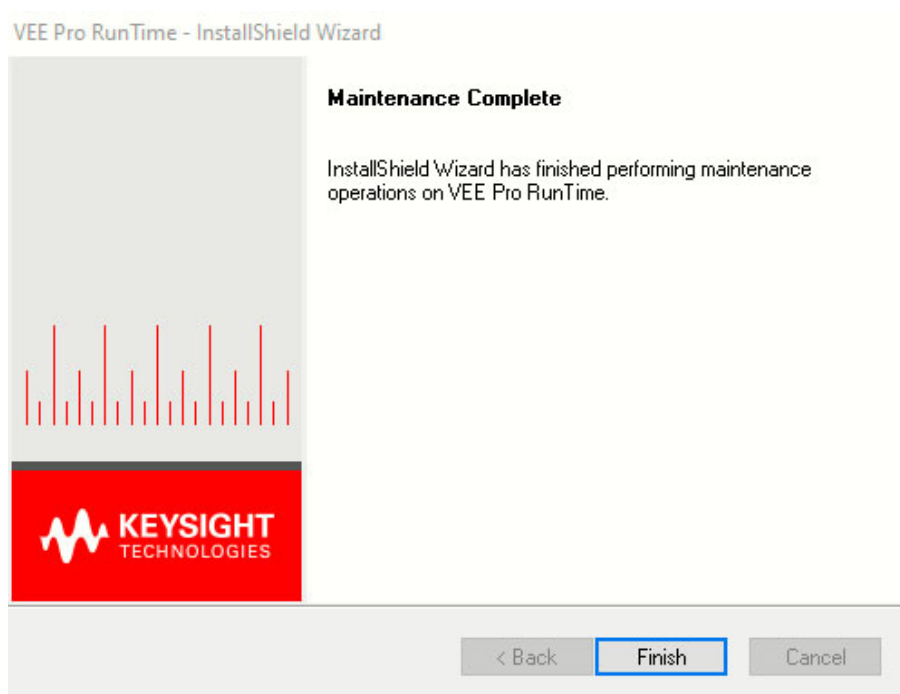 VEE Pro RunTime - InstallShield Wizard
Maintenance Complete
InstallShield Wizard has finished performing maintenance
operations on VEE Pro RunTime.
KEYSIGHT
TECHNOLOGIES
< Back
Finish
Cancel